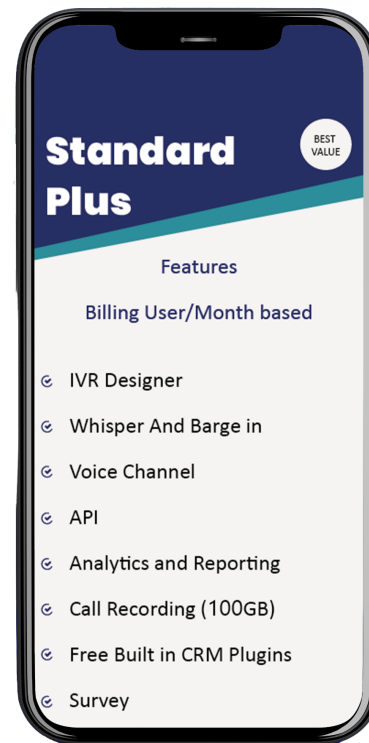 Standard
Plus
BEST
VALUE
Features
Billing User/Month based
IVR Designer
Whisper And Barge in
Voice Channel
API
Analytics and Reporting
Call Recording (100GB)
Free Built in CRM Plugins
Survey